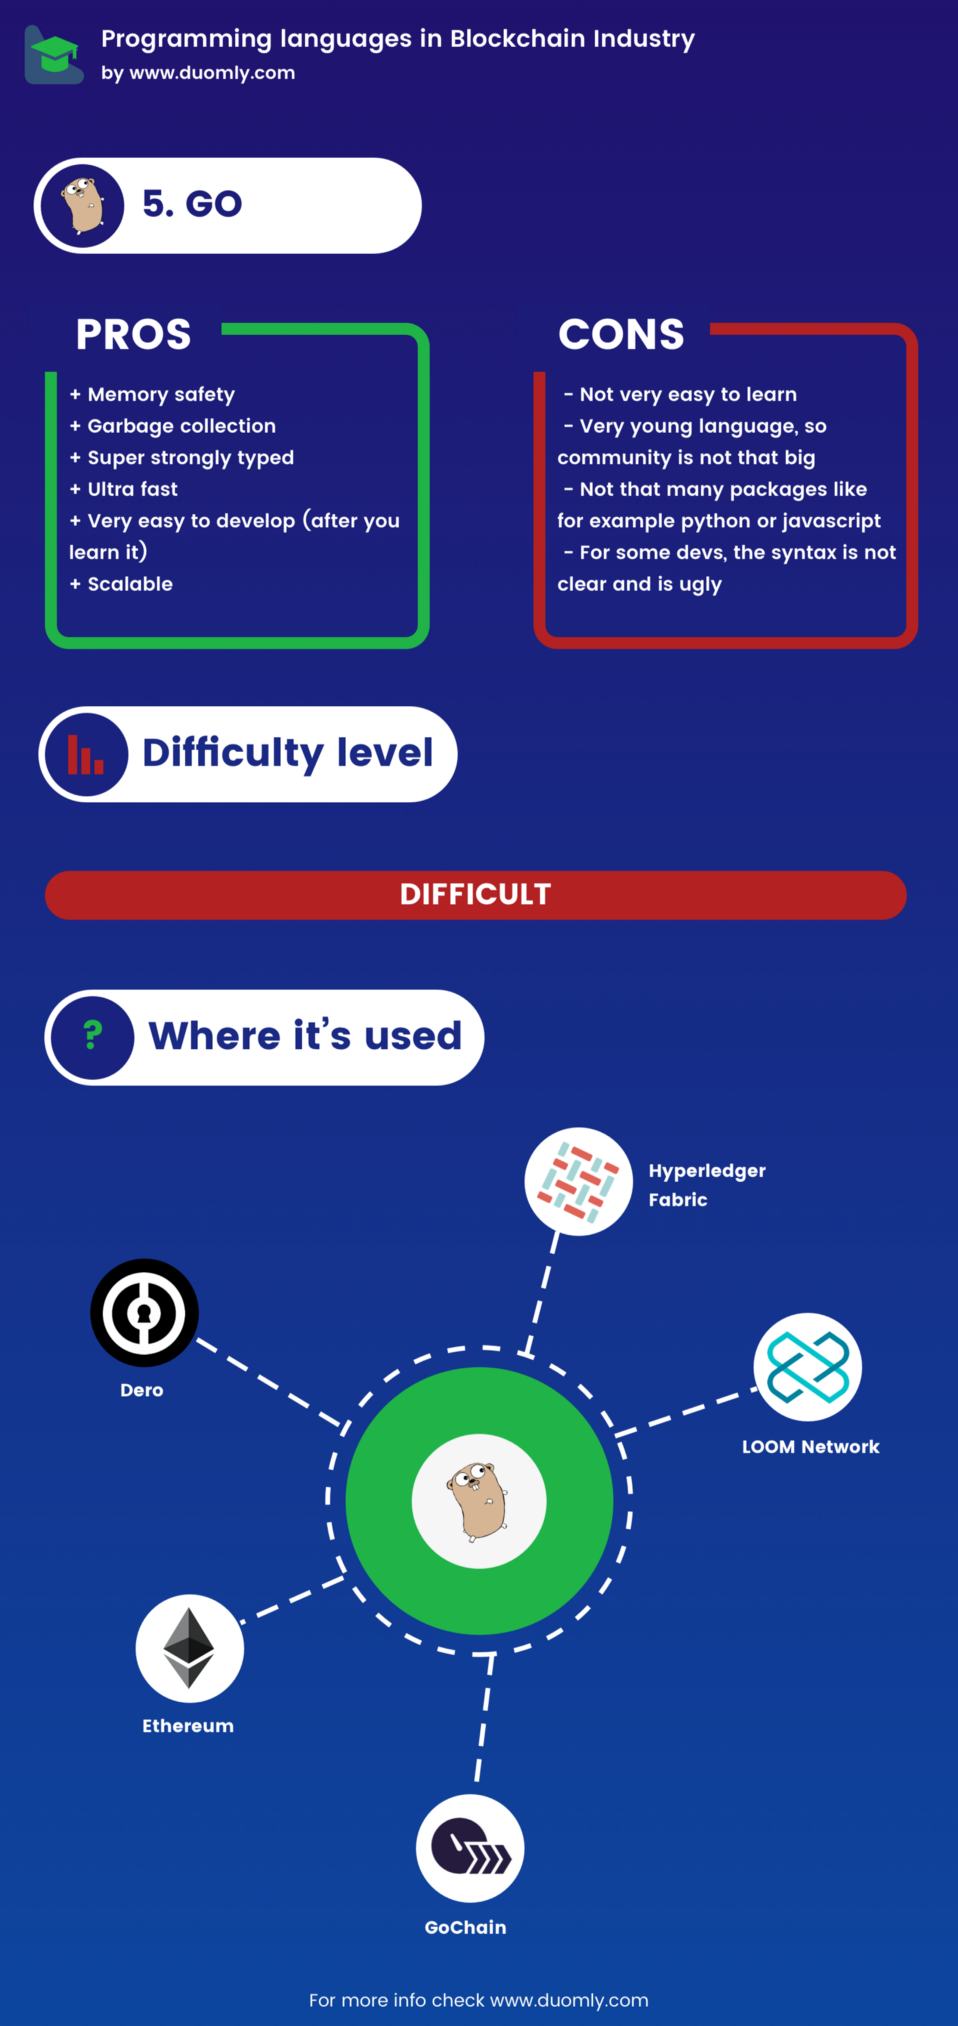 Programming languages in Blockchain Industry
by www.duomly.com
5. GO
PROS
+ Memory safety
+ Garbage collection
+ Super strongly typed
+ Ultra fast
+ Very easy to develop (after you
learn it)
+ Scalable
CONS
- Not very easy to learn
- Very young language, so
community is not that big
- Not that many packages like
for example python or javascript
- For some devs, the syntax is not
clear and is ugly
Difficulty level
DIFFICULT
? Where it's used
Hyperledger
Fabric
Dero
LOOM Network
Ethereum
GoChain
For more info check www.duomly.com